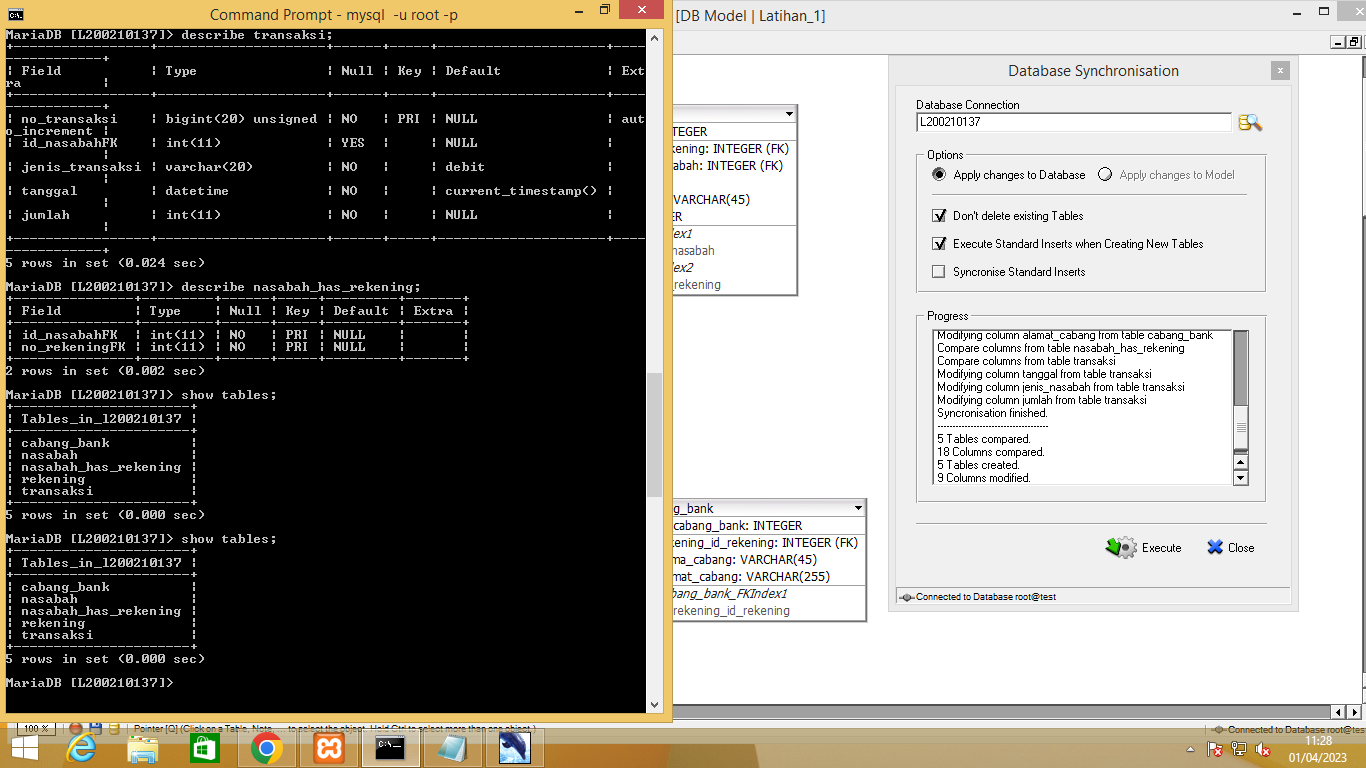 Command Prompt - mysql -u root -p
MariaDB [L200210137]> describe transaksi;
+------------------+---------------------+------+-----+---------------------+----
------------+
| Field | Type | Null | Key | Default | Ext
ra |
+------------------+---------------------+------+-----+---------------------+----
------------+
| no_transaksi | bigint(20) unsigned | NO | PRI | NULL | aut
o_increment |
| id_nasabahFK | int(11) | YES | | NULL |
|
| jenis_transaksi | varchar(20) | NO | | debit |
|
| tanggal | datetime | NO | | current_timestamp() |
|
| jumlah | int(11) | NO | | NULL |
|
+------------------+---------------------+------+-----+---------------------+----
------------+
5 rows in set (0.024 sec)
MariaDB [L200210137]> describe nasabah_has_rekening;
+----------------+---------+------+-----+---------+-------+
| Field | Type | Null | Key | Default | Extra |
+----------------+---------+------+-----+---------+-------+
| id_nasabahFK | int(11) | NO | PRI | NULL | |
| no_rekeningFK | int(11) | NO | PRI | NULL | |
+----------------+---------+------+-----+---------+-------+
2 rows in set (0.002 sec)
MariaDB [L200210137]> show tables;
+----------------------+
| Tables_in_l200210137 |
+----------------------+
| cabang_bank |
| nasabah |
| nasabah_has_rekening |
| rekening |
| transaksi |
+----------------------+
5 rows in set (0.000 sec)
MariaDB [L200210137]> show tables;
+----------------------+
| Tables_in_l200210137 |
+----------------------+
| cabang_bank |
| nasabah |
| nasabah_has_rekening |
| rekening |
| transaksi |
+----------------------+
5 rows in set (0.000 sec)
MariaDB [L200210137]>
[DB Model | Latihan_1]
TEGER
kening: INTEGER (FK)
abah: INTEGER (FK)
VARCHAR(45)
ER
ex1
nasabah
ex2
_rekening
g_bank
cabang_bank: INTEGER
kening_id_rekening: INTEGER (FK)
ma_cabang: VARCHAR(45)
mat_cabang: VARCHAR(255)
bang_bank_FKIndex1
rekening_id_rekening
Database Synchronisation
Database Connection
L200210137
Options
Apply changes to Database
Apply changes to Model
Don't delete existing Tables
Execute Standard Inserts when Creating New Tables
Syncronise Standard Inserts
Progress
Modifying column alamat_cabang from table cabang_bank
Compare columns from table nasabah_has_rekening
Compare columns from table transaksi
Modifying column tanggal from table transaksi
Modifying column jenis_nasabah from table transaksi
Modifying column jumlah from table transaksi
Syncronisation finished.
------------------------------------
5 Tables compared.
18 Columns compared.
5 Tables created.
9 Columns modified.
Execute
Close
Connected to Database root@test
100 %
Pointer [Q] (Click on a Table, Note, ... to select the object. Hold Ctrl to select more than one object.)
Connected to Database root@tes
11:28
01/04/2023